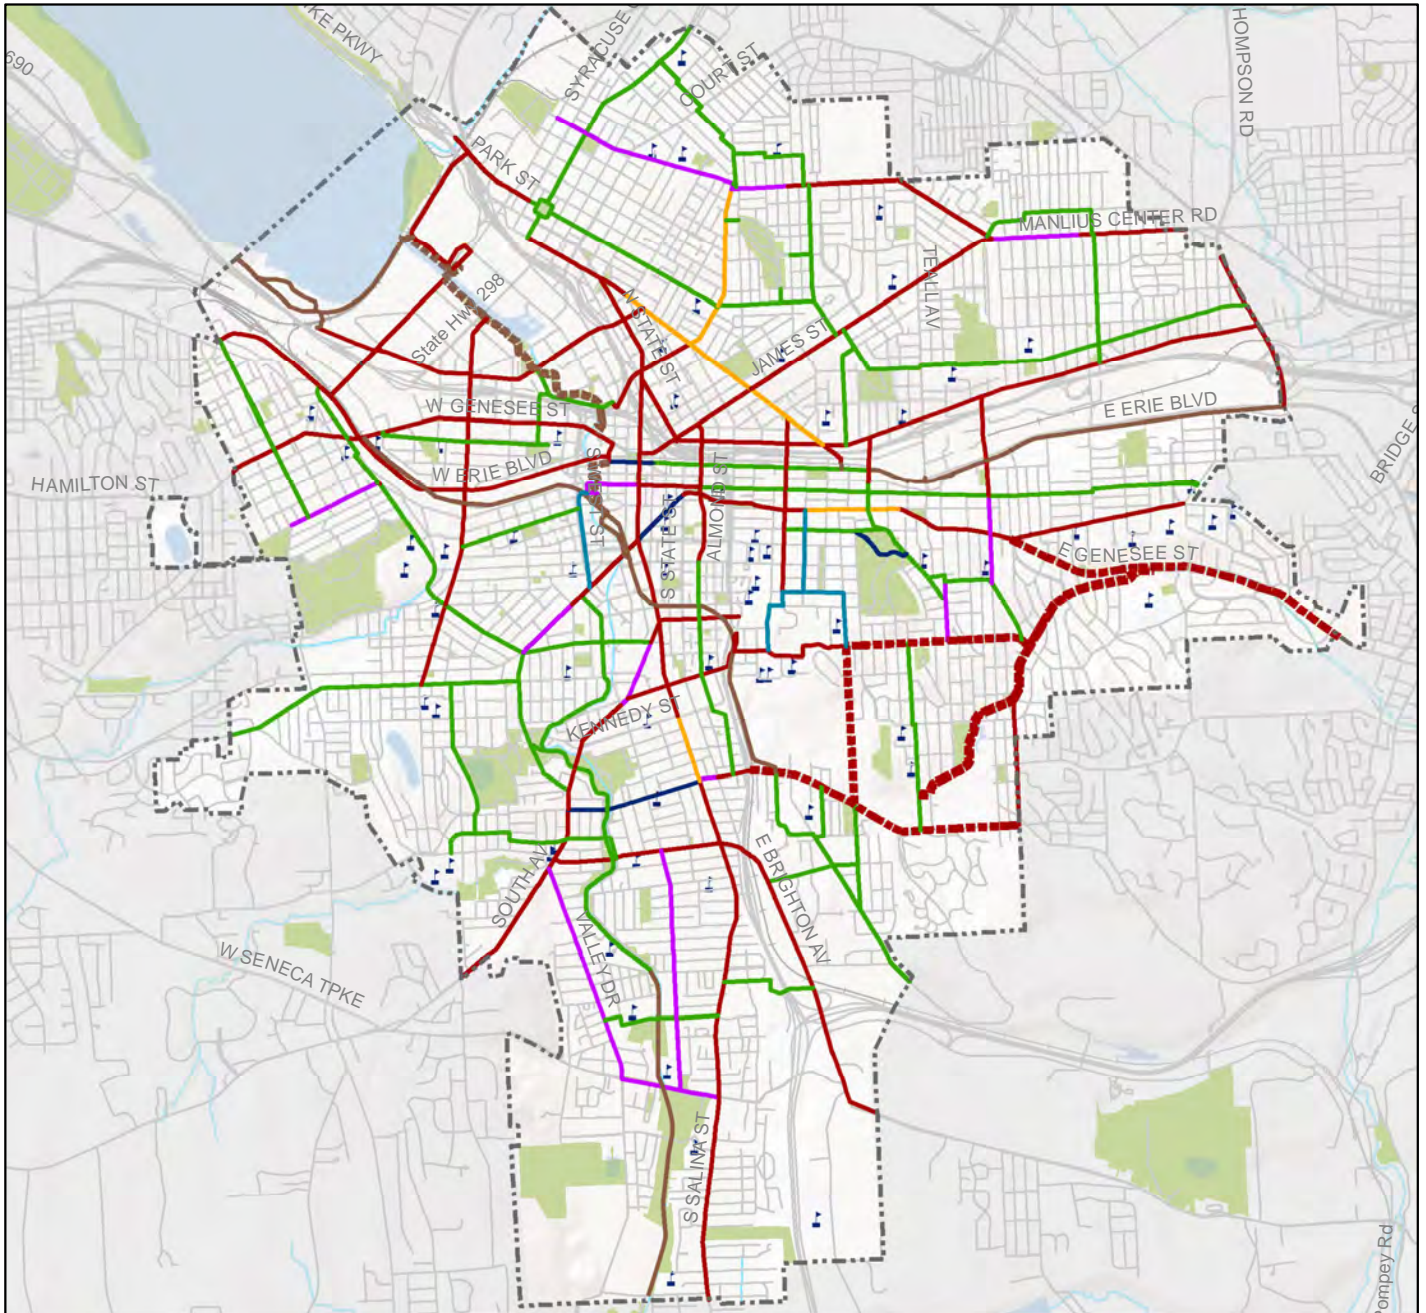 KE PKWY
SYRACUSE
COURT ST
HOMPSON RD
690
PARK ST
MANLIUS CENTER RD
TEALL AV
State Hwy 298
N STATE ST
JAMES ST
W GENESEE ST
E ERIE BLVD
BRIDGE S
W ERIE BLVD
HAMILTON ST
S WEST ST
ALMOND ST
S STATE ST
E GENESEE ST
KENNEDY ST
SOUTH AV
E BRIGHTON AV
VALLEY DR
W SENECA TPKE
S SALINA ST
Pompey Rd